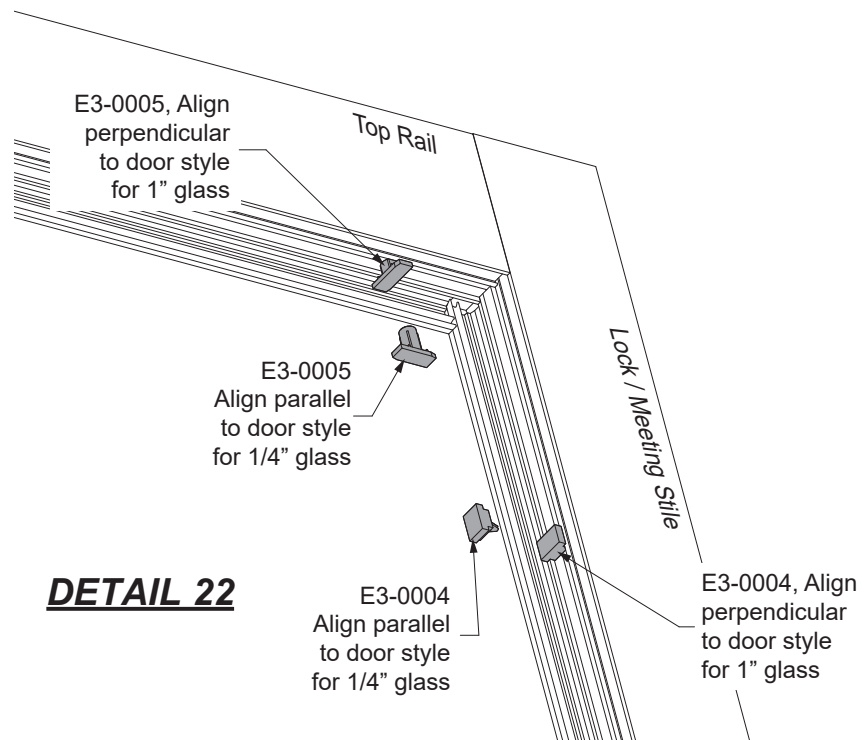 E3-0005, Align
perpendicular
to door style
for 1” glass
Top Rail
E3-0005
Align parallel
to door style
for 1/4” glass
Lock / Meeting Stile
E3-0004
Align parallel
to door style
for 1/4” glass
E3-0004, Align
perpendicular
to door style
for 1” glass
DETAIL 22